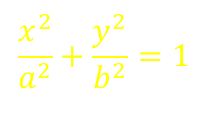 x²/a² + y²/b² = 1